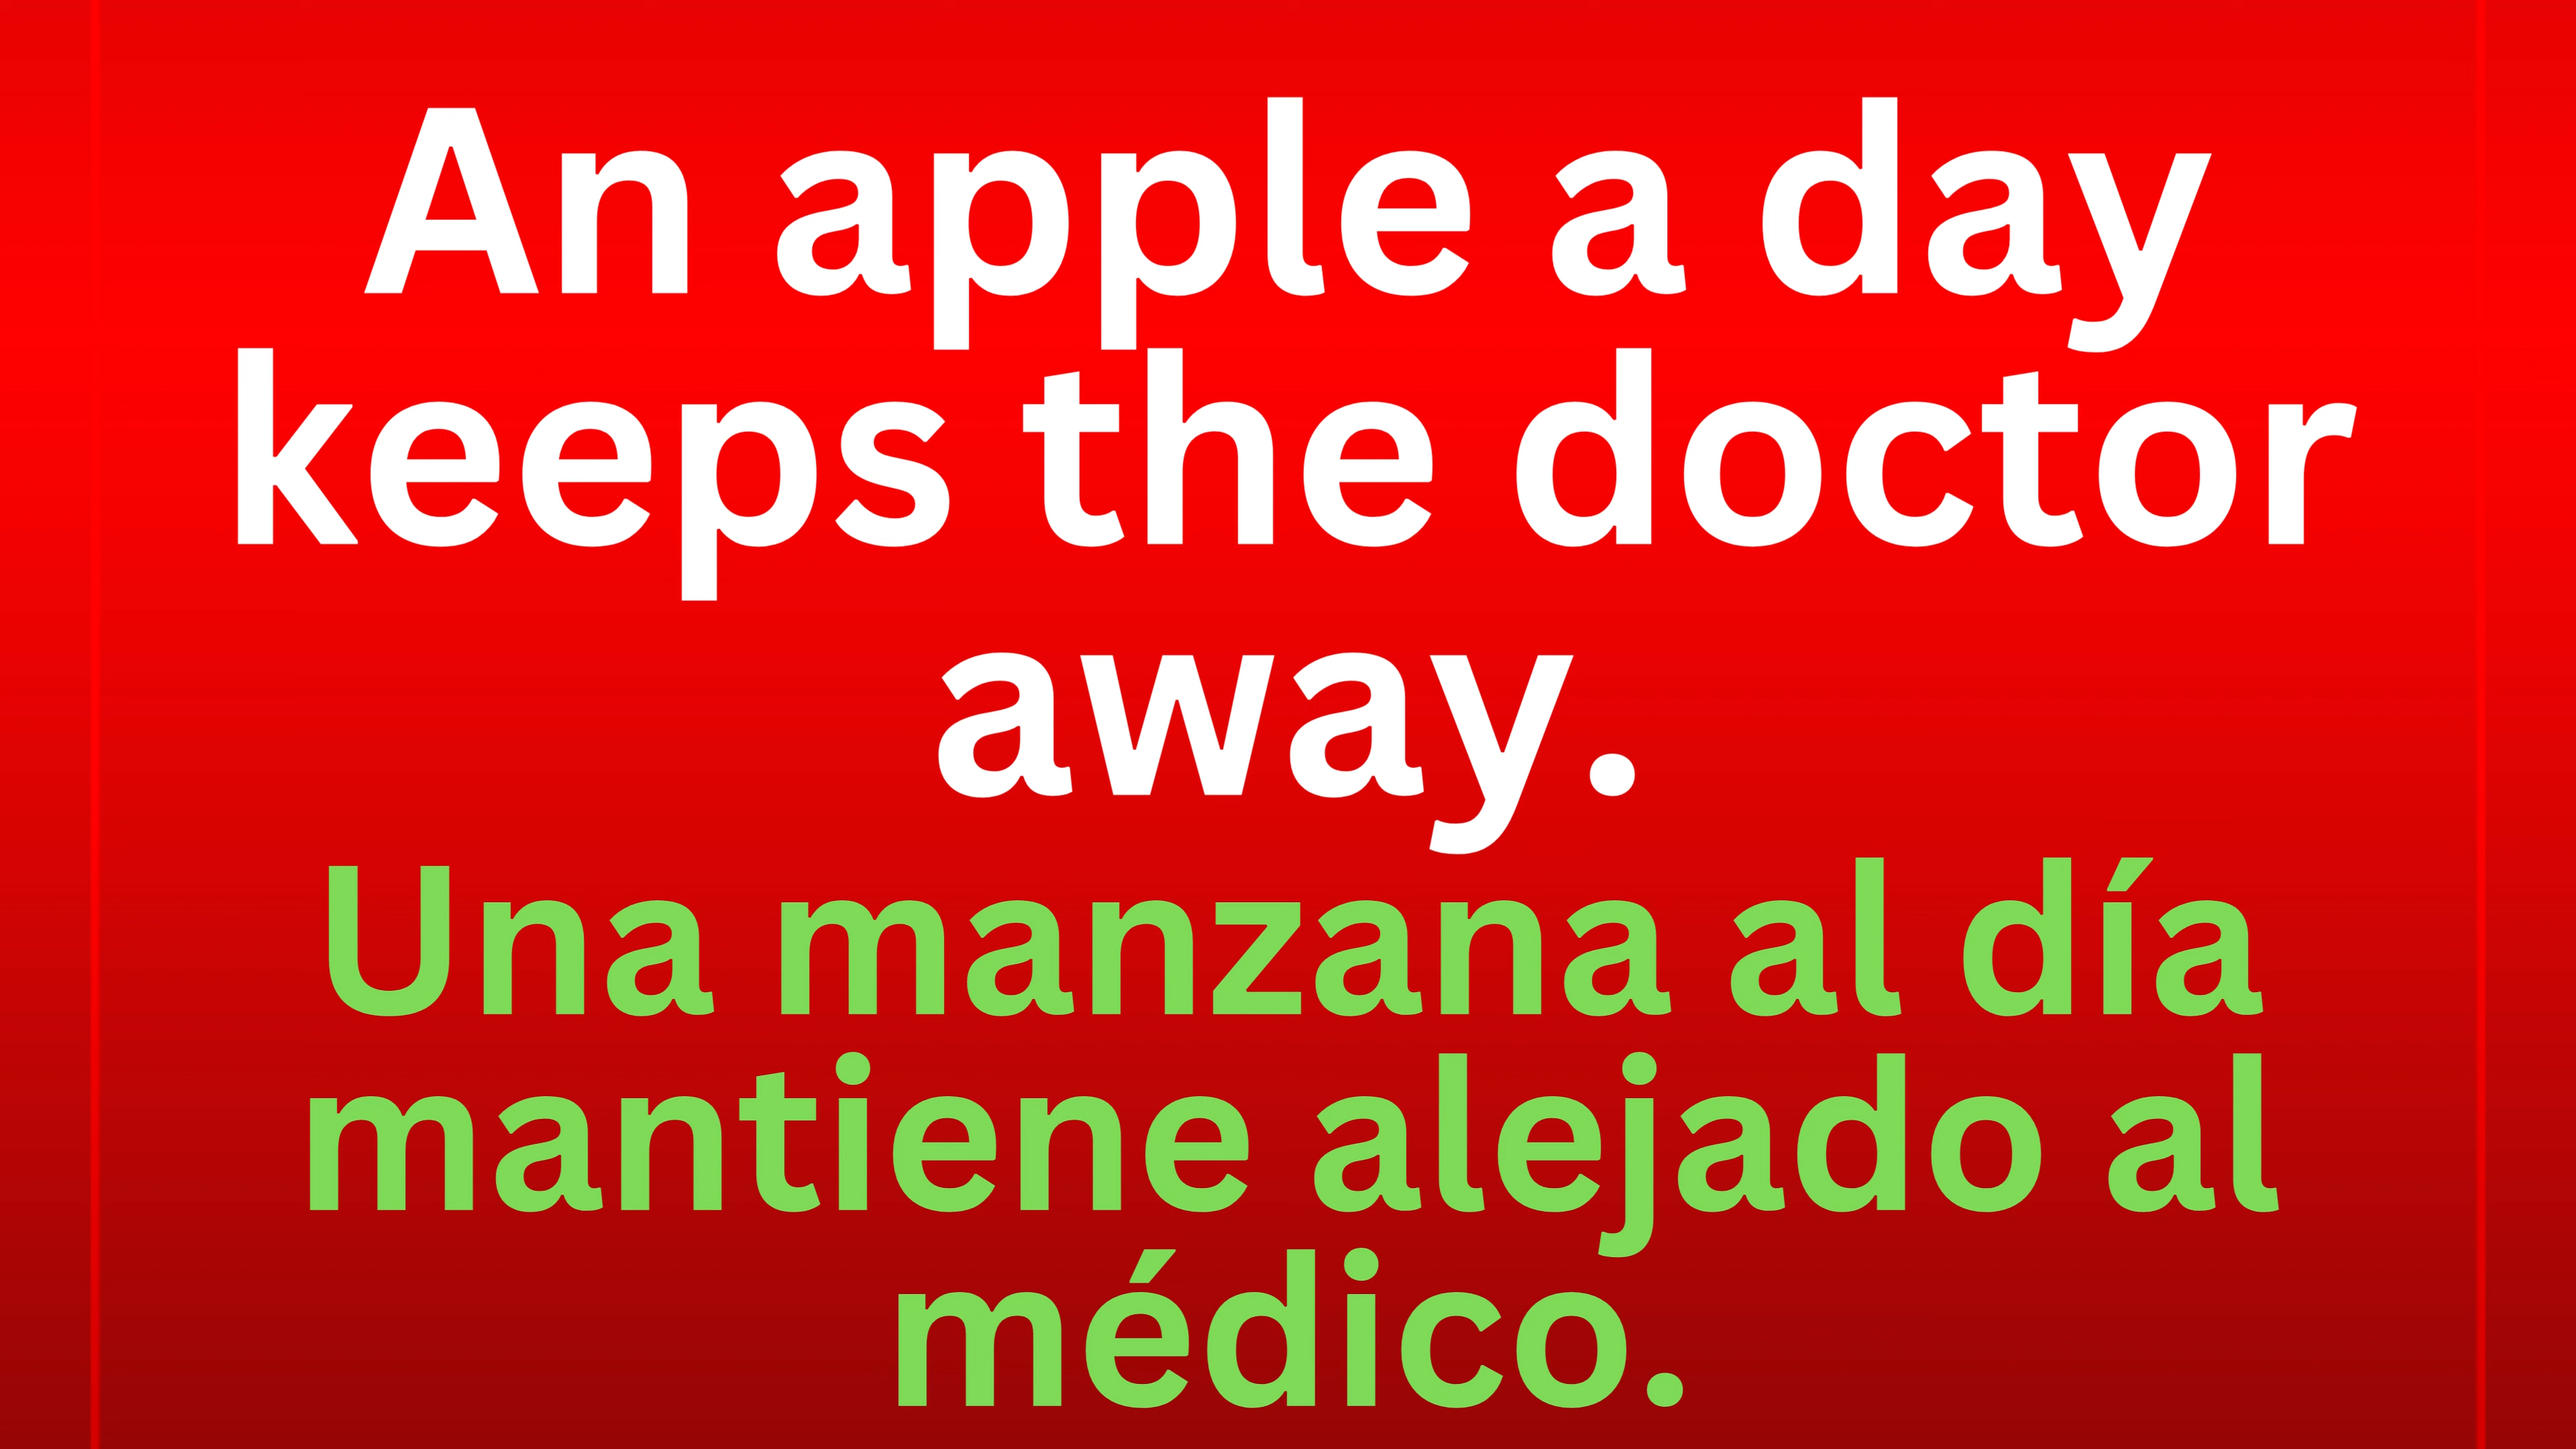 An apple a day
keeps the doctor
away.
Una manzana al día
mantiene alejado al
médico.